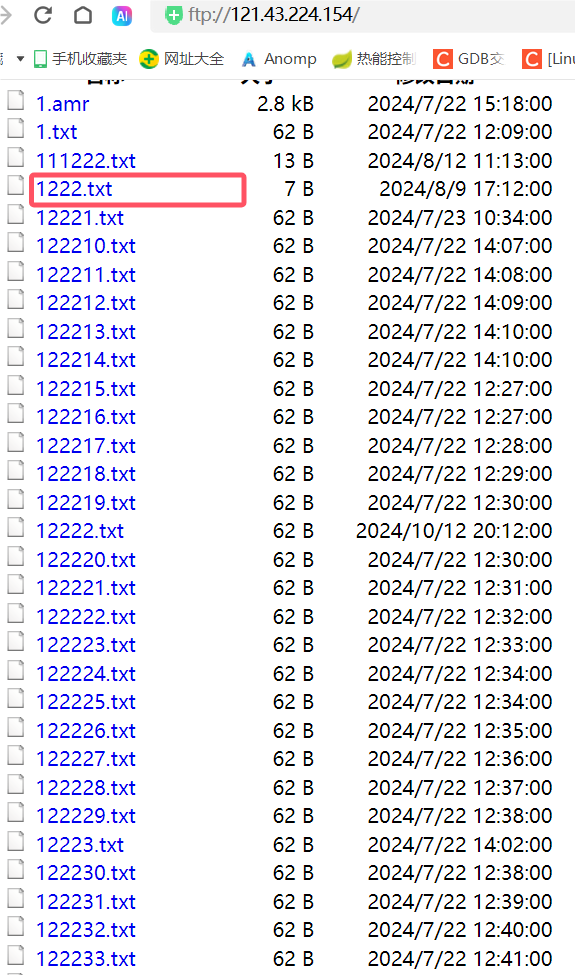 AI ftp://121.43.224.154/
手机收藏夹 网址大全 Anomp 热能控制 GDB交 [Linu
1.amr 2.8 kB 2024/7/22 15:18:00
1.txt 62 B 2024/7/22 12:09:00
111222.txt 13 B 2024/8/12 11:13:00
1222.txt 7 B 2024/8/9 17:12:00
12221.txt 62 B 2024/7/23 10:34:00
122210.txt 62 B 2024/7/22 14:07:00
122211.txt 62 B 2024/7/22 14:08:00
122212.txt 62 B 2024/7/22 14:09:00
122213.txt 62 B 2024/7/22 14:10:00
122214.txt 62 B 2024/7/22 14:10:00
122215.txt 62 B 2024/7/22 12:27:00
122216.txt 62 B 2024/7/22 12:27:00
122217.txt 62 B 2024/7/22 12:28:00
122218.txt 62 B 2024/7/22 12:29:00
122219.txt 62 B 2024/7/22 12:30:00
12222.txt 62 B 2024/10/12 20:12:00
122220.txt 62 B 2024/7/22 12:30:00
122221.txt 62 B 2024/7/22 12:31:00
122222.txt 62 B 2024/7/22 12:32:00
122223.txt 62 B 2024/7/22 12:33:00
122224.txt 62 B 2024/7/22 12:34:00
122225.txt 62 B 2024/7/22 12:34:00
122226.txt 62 B 2024/7/22 12:35:00
122227.txt 62 B 2024/7/22 12:36:00
122228.txt 62 B 2024/7/22 12:37:00
122229.txt 62 B 2024/7/22 12:38:00
12223.txt 62 B 2024/7/22 14:02:00
122230.txt 62 B 2024/7/22 12:38:00
122231.txt 62 B 2024/7/22 12:39:00
122232.txt 62 B 2024/7/22 12:40:00
122233.txt 62 B 2024/7/22 12:41:00